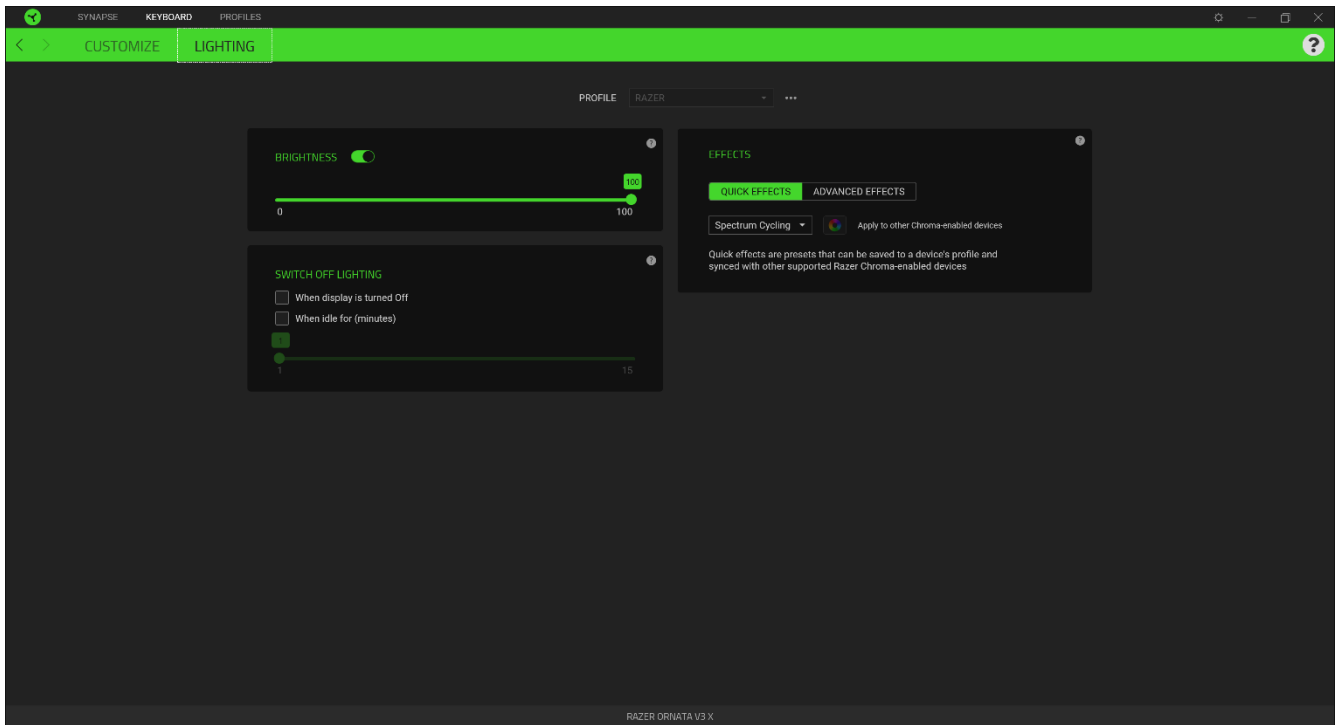 SYNAPSE KEYBOARD PROFILES
CUSTOMIZE LIGHTING ?
PROFILE RAZER
BRIGHTNESS
100
0 100
SWITCH OFF LIGHTING
When display is turned Off
When idle for (minutes)
1
1 15
EFFECTS
QUICK EFFECTS ADVANCED EFFECTS
Spectrum Cycling Apply to other Chroma-enabled devices
Quick effects are presets that can be saved to a device's profile and
synced with other supported Razer Chroma-enabled devices
RAZER ORNATA V3 X